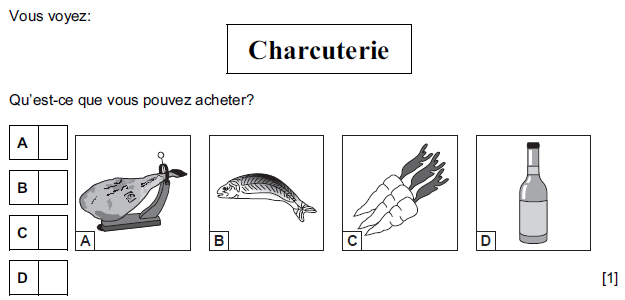 Vous voyez:
Charcuterie
Qu'est-ce que vous pouvez acheter?
A
B
C
D
A
B
C
D
[1]